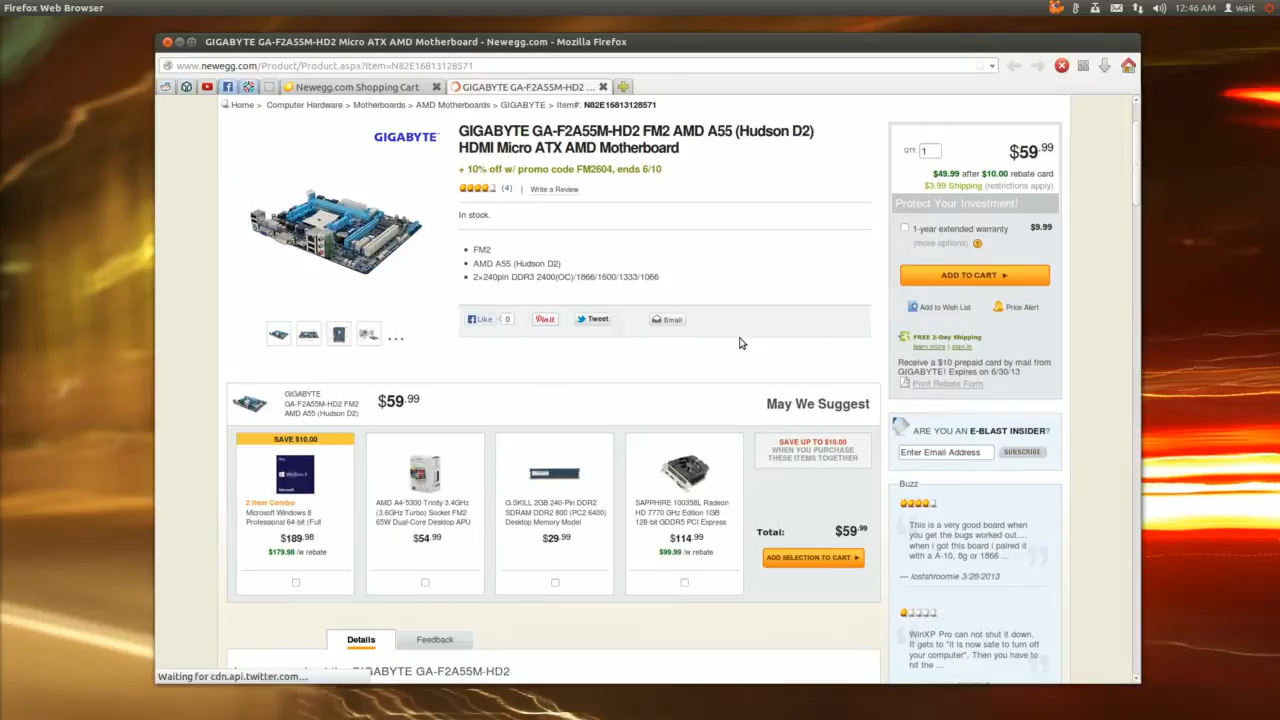 Firefox Web Browser
12:46 AM wait
GIGABYTE GA-F2A55M-HD2 Micro ATX AMD Motherboard - Newegg.com - Mozilla Firefox
www.newegg.com/Product/Product.aspx?Item=N82E16813128571
Newegg.com Shopping Cart
GIGABYTE GA-F2A55M-HD2 ...
Home > Computer Hardware > Motherboards > AMD Motherboards > GIGABYTE > Item#: N82E16813128571
GIGABYTE
GIGABYTE GA-F2A55M-HD2 FM2 AMD A55 (Hudson D2)
HDMI Micro ATX AMD Motherboard
+ 10% off w/ promo code FM2604, ends 6/10
(4) | Write a Review
In stock.
• FM2
• AMD A55 (Hudson D2)
• 2×240pin DDR3 2400(OC)/1866/1600/1333/1066
Like 0
Pin it
Tweet
Email
...
QTY: 1
$59.99
$49.99 after $10.00 rebate card
$3.99 Shipping (restrictions apply)
Protect Your Investment!
1-year extended warranty $9.99
(more options) ?
ADD TO CART ►
Add to Wish List
Price Alert
FREE 2-Day Shipping
learn more | sign in
Receive a $10 prepaid card by mail from
GIGABYTE! Expires on 6/30/13
Print Rebate Form
ARE YOU AN E-BLAST INSIDER?
Enter Email Address SUBSCRIBE
Buzz
This is a very good board when
you get the bugs worked out....
when i got this board i paired it
with a A-10, 8g or 1866 ...
— lostshroomie 3/28/2013
WinXP Pro can not shut it down.
It gets to "it is now safe to turn off
your computer". Then you have to
hit the ...
GIGABYTE
GA-F2A55M-HD2 FM2
AMD A55 (Hudson D2)
$59.99
May We Suggest
SAVE $10.00
Windows 8
Microsoft
2 Item Combo
Microsoft Windows 8
Professional 64-bit (Full
$189.98
$179.98 /w rebate
AMD A4-5300 Trinity 3.4GHz
(3.6GHz Turbo) Socket FM2
65W Dual-Core Desktop APU
$54.99
G.SKILL 2GB 240-Pin DDR2
SDRAM DDR2 800 (PC2 6400)
Desktop Memory Model
$29.99
SAPPHIRE 100358L Radeon
HD 7770 GHz Edition 1GB
128-bit GDDR5 PCI Express
$114.99
$99.99 /w rebate
SAVE UP TO $10.00
WHEN YOU PURCHASE
THESE ITEMS TOGETHER
Total: $59.99
ADD SELECTION TO CART ►
Details
Feedback
GIGABYTE GA-F2A55M-HD2
Waiting for cdn.api.twitter.com...